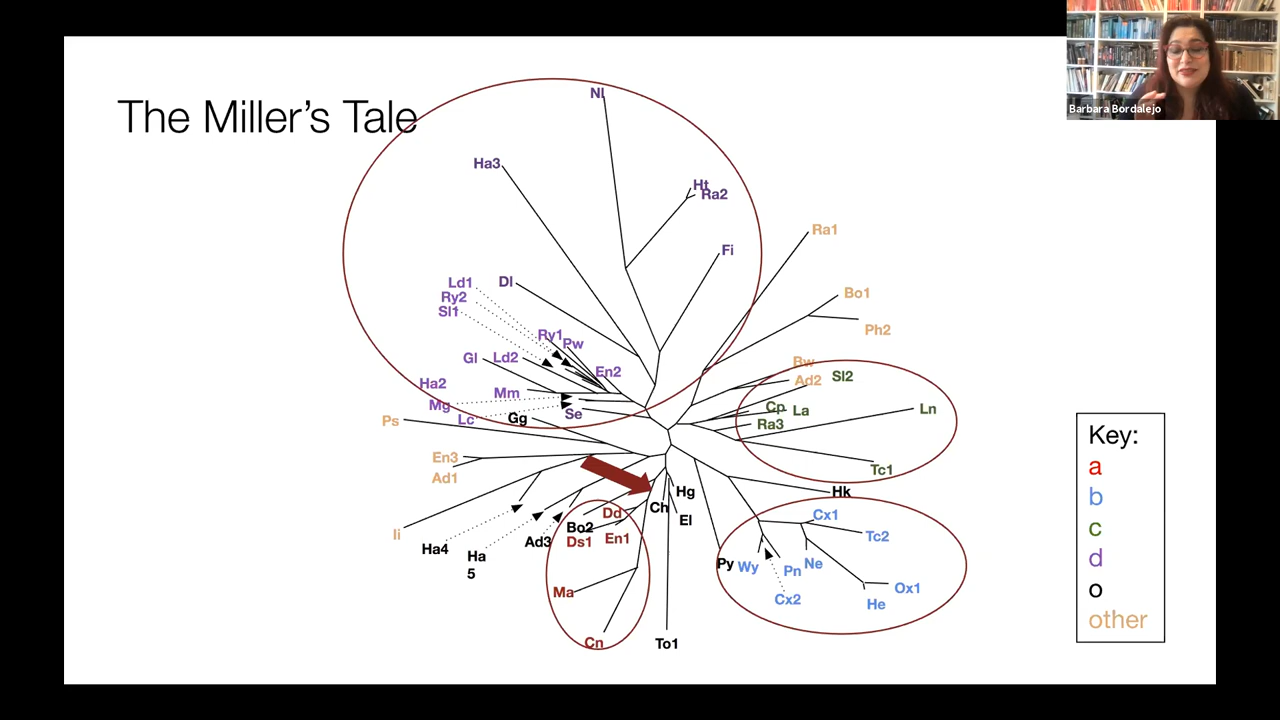 The Miller's Tale
Barbara Bordalejo
Nl
Ha3
Ht
Ra2
Ra1
Fi
Ld1
Dl
Ry2
Sl1
Bo1
Ph2
Ry1
Pw
Gl
Ld2
En2
Bw
Ad2
Sl2
Ha2
Mm
Mg
Lc
Se
Cp
La
Ln
Ps
Gg
Ra3
En3
Ad1
Tc1
Hg
Hk
Ch
El
Ii
Ha4
Ha
5
Ad3
Bo2
Dd
Ds1
En1
Cx1
Tc2
Py
Wy
Pn
Ne
Ox1
Cx2
He
Ma
Cn
To1
Key:
a
b
c
d
o
other